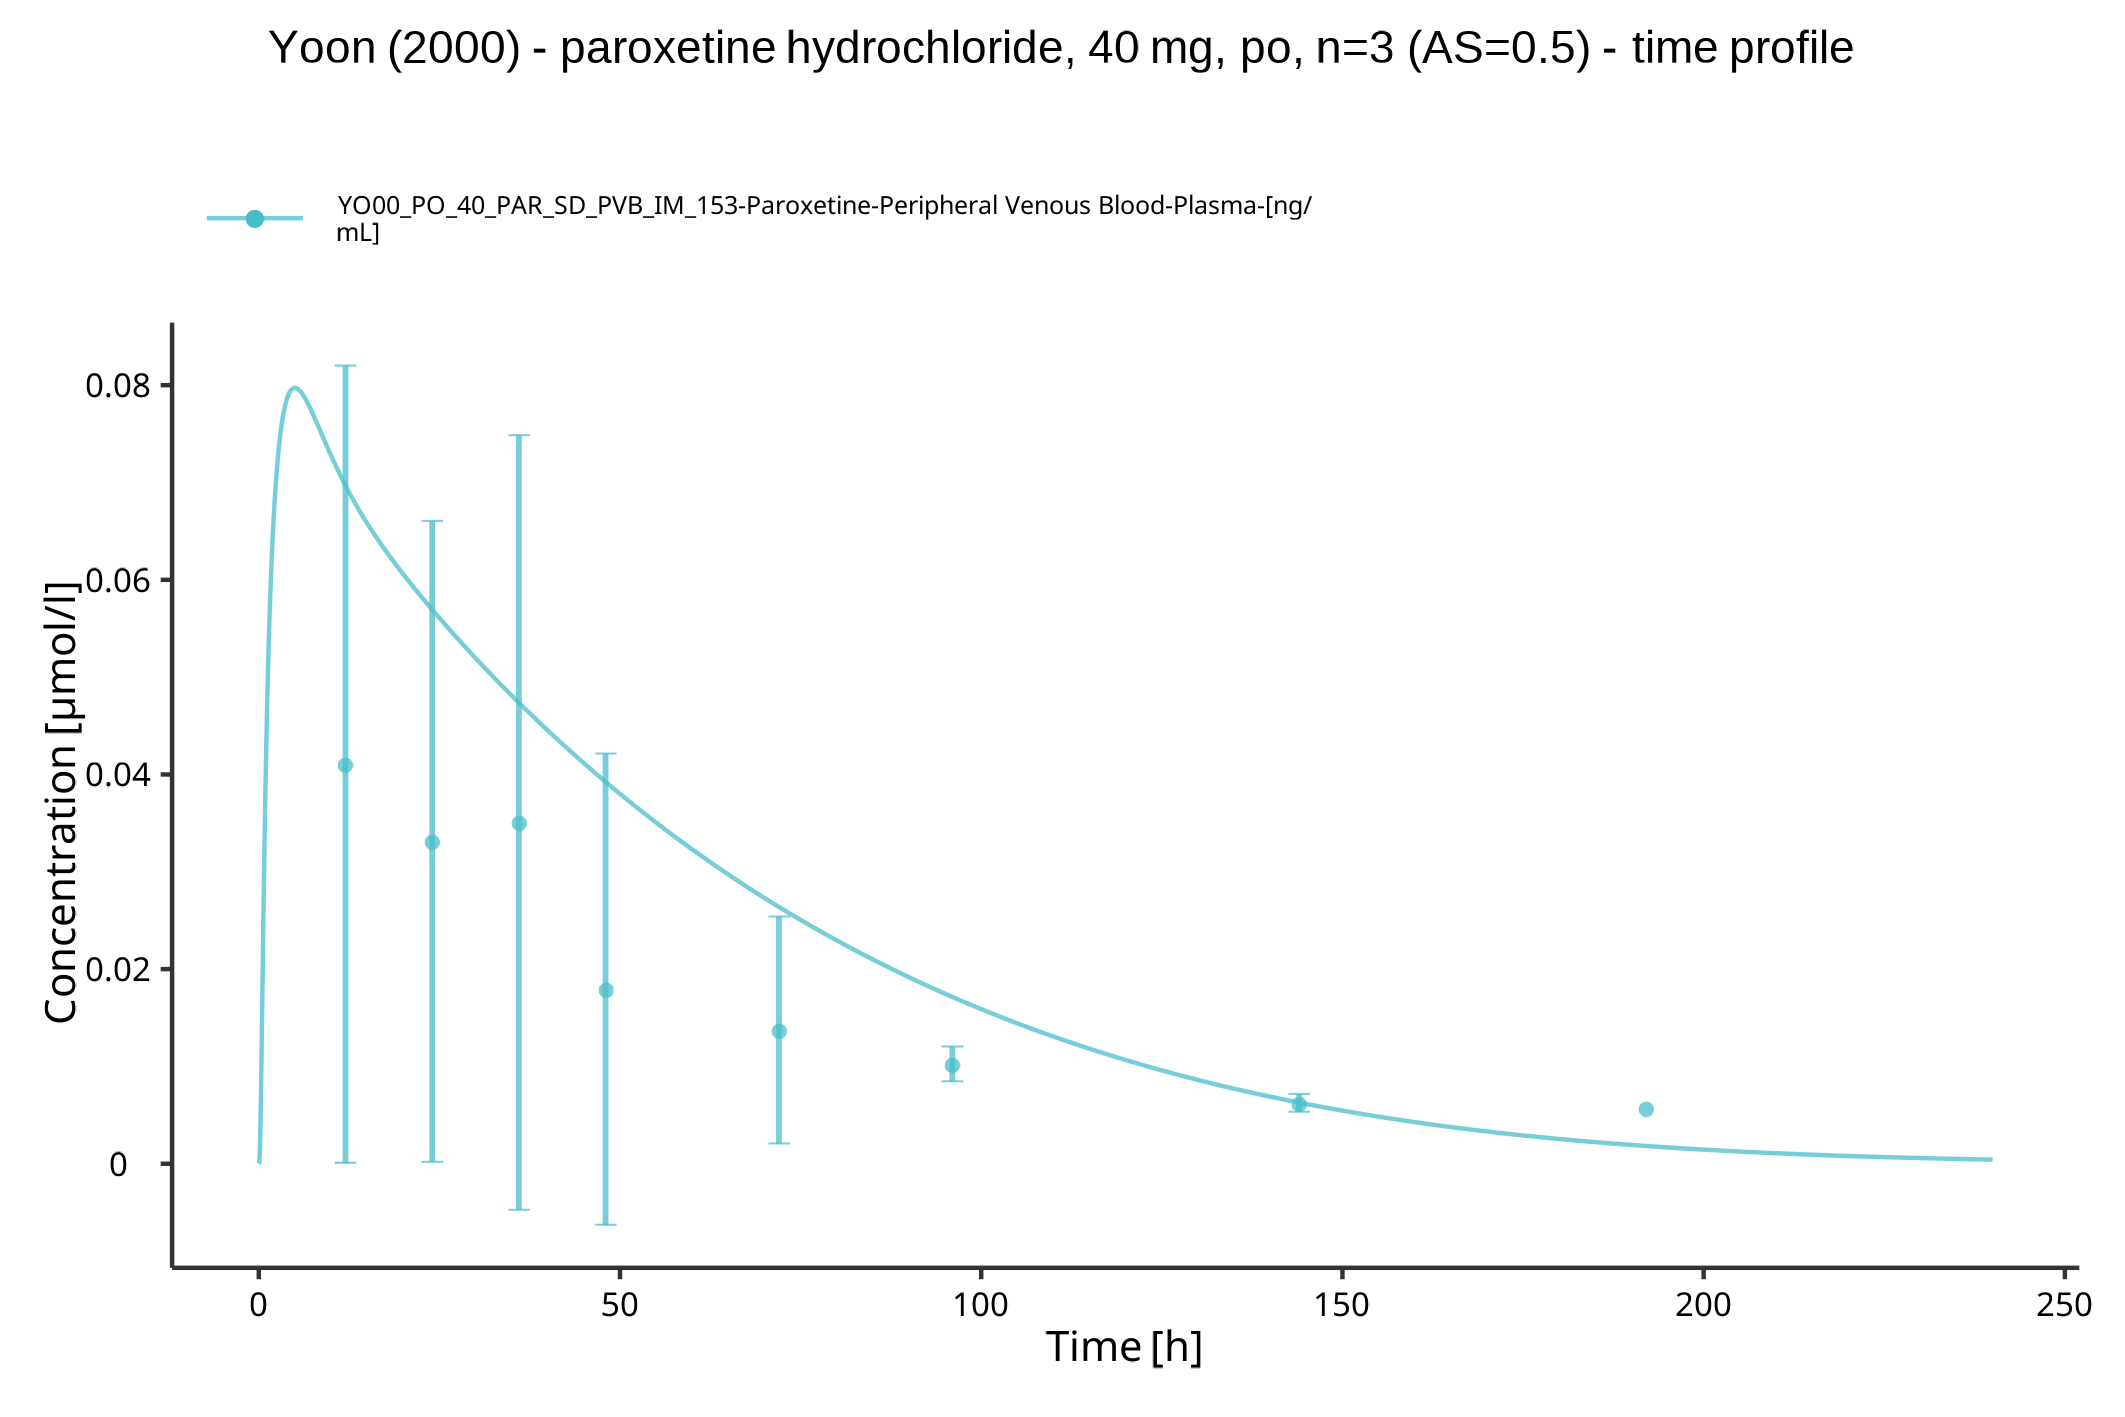 Yoon (2000) - paroxetine hydrochloride, 40 mg, po, n=3 (AS=0.5) - time profile
YO00_PO_40_PAR_SD_PVB_IM_153-Paroxetine-Peripheral Venous Blood-Plasma-[ng/
mL]
Concentration [µmol/l]
0.08
0.06
0.04
0.02
0
0 50 100 150 200 250
Time [h]